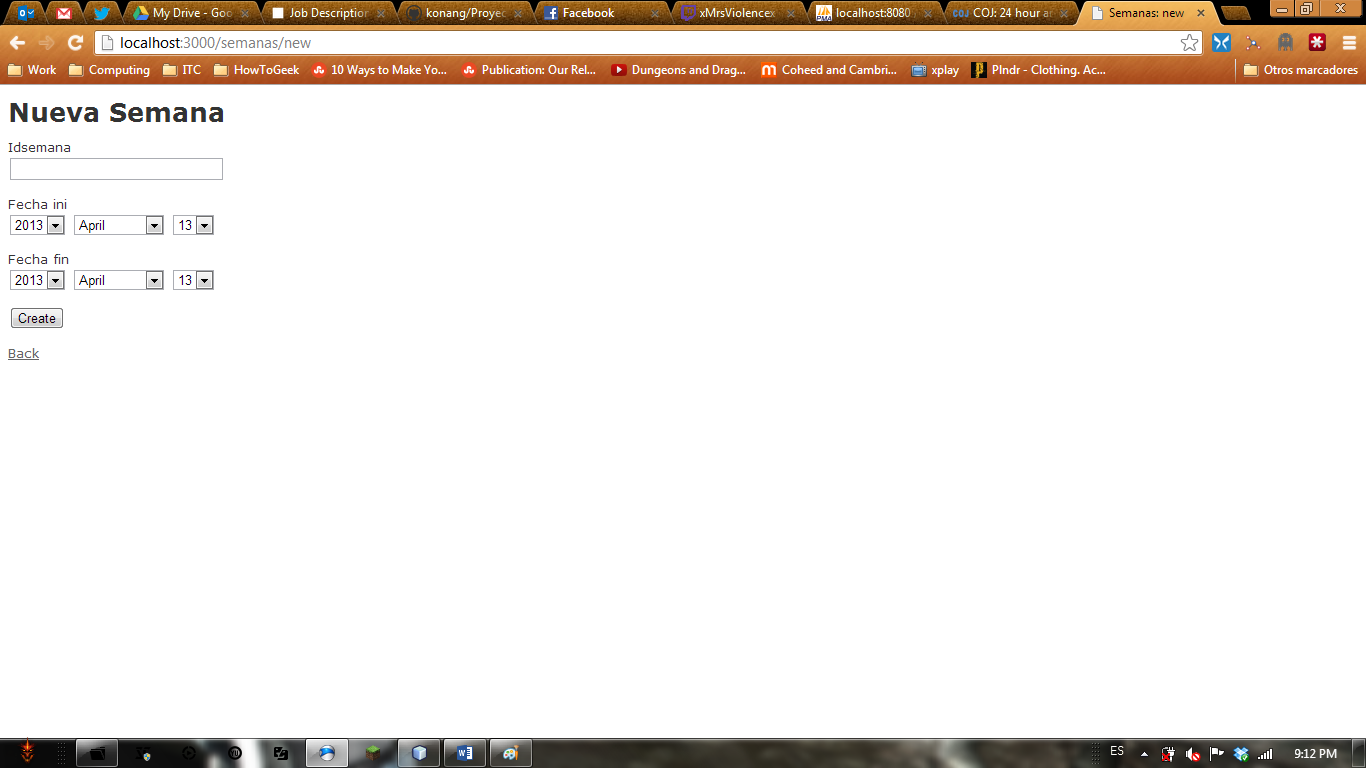 My Drive - Goo
Job Description
konang/Proyec
Facebook
xMrsViolencex
localhost:8080
COJ: 24 hour a
Semanas: new
localhost:3000/semanas/new
Work
Computing
ITC
HowToGeek
10 Ways to Make Yo...
Publication: Our Rel...
Dungeons and Drag...
Coheed and Cambri...
xplay
Plndr - Clothing. Ac...
Otros marcadores
Nueva Semana
Idsemana
Fecha ini
2013 April 13
Fecha fin
2013 April 13
Create
Back
ES
9:12 PM